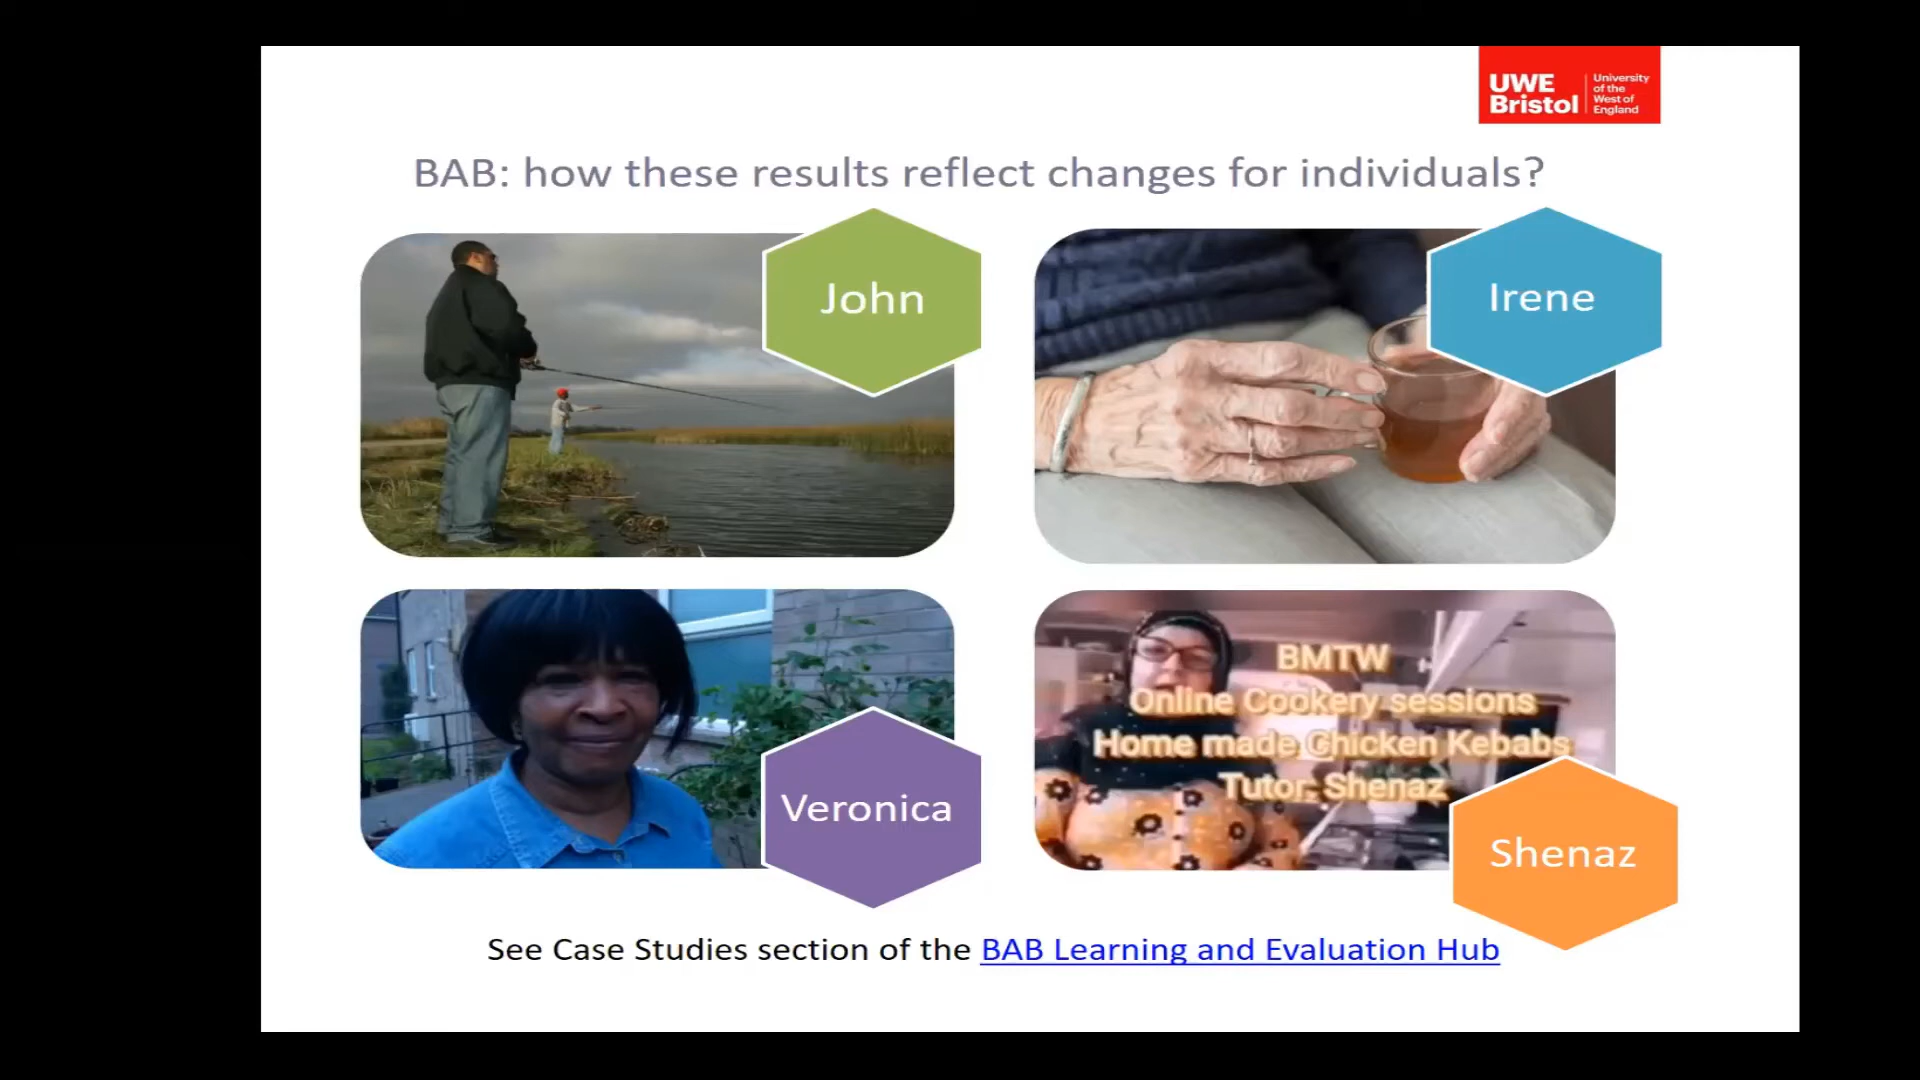 UWE
Bristol
University
of the
West of
England
BAB: how these results reflect changes for individuals?
John
Irene
Veronica
BMTW
Online Cookery sessions
Home made Chicken Kebabs
Tutor: Shenaz
Shenaz
See Case Studies section of the BAB Learning and Evaluation Hub